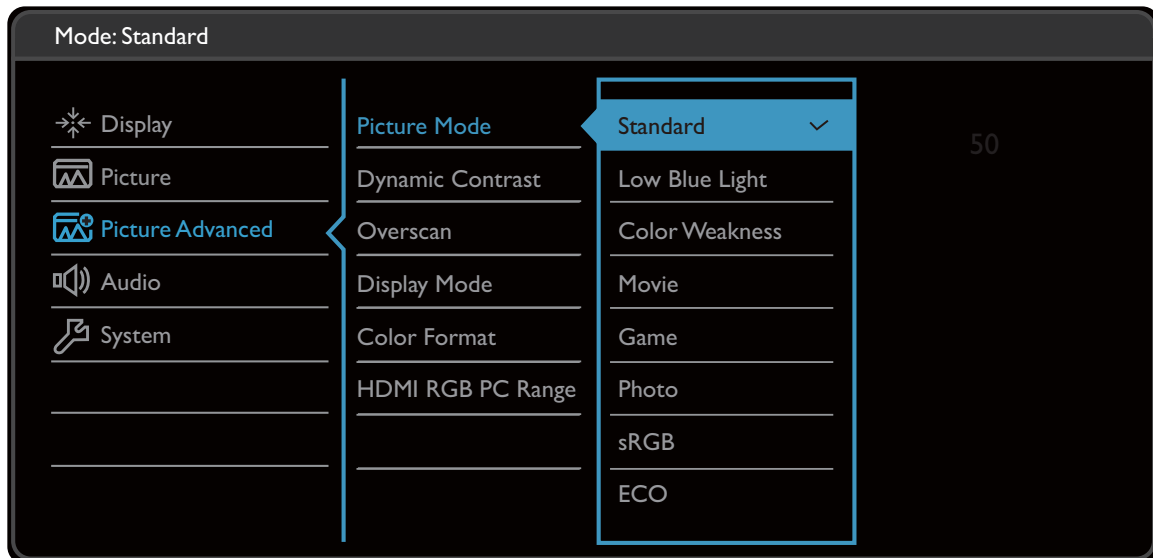 Mode: Standard
Display
Picture
Picture Advanced
Audio
System
Picture Mode
Dynamic Contrast
Overscan
Display Mode
Color Format
HDMI RGB PC Range
Standard
Low Blue Light
Color Weakness
Movie
Game
Photo
sRGB
ECO
50